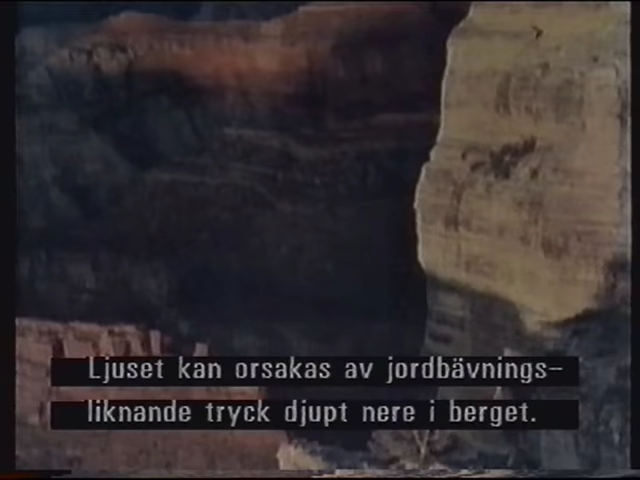 Ljuset kan orsakas av jordbävnings-
liknande tryck djupt nere i berget.